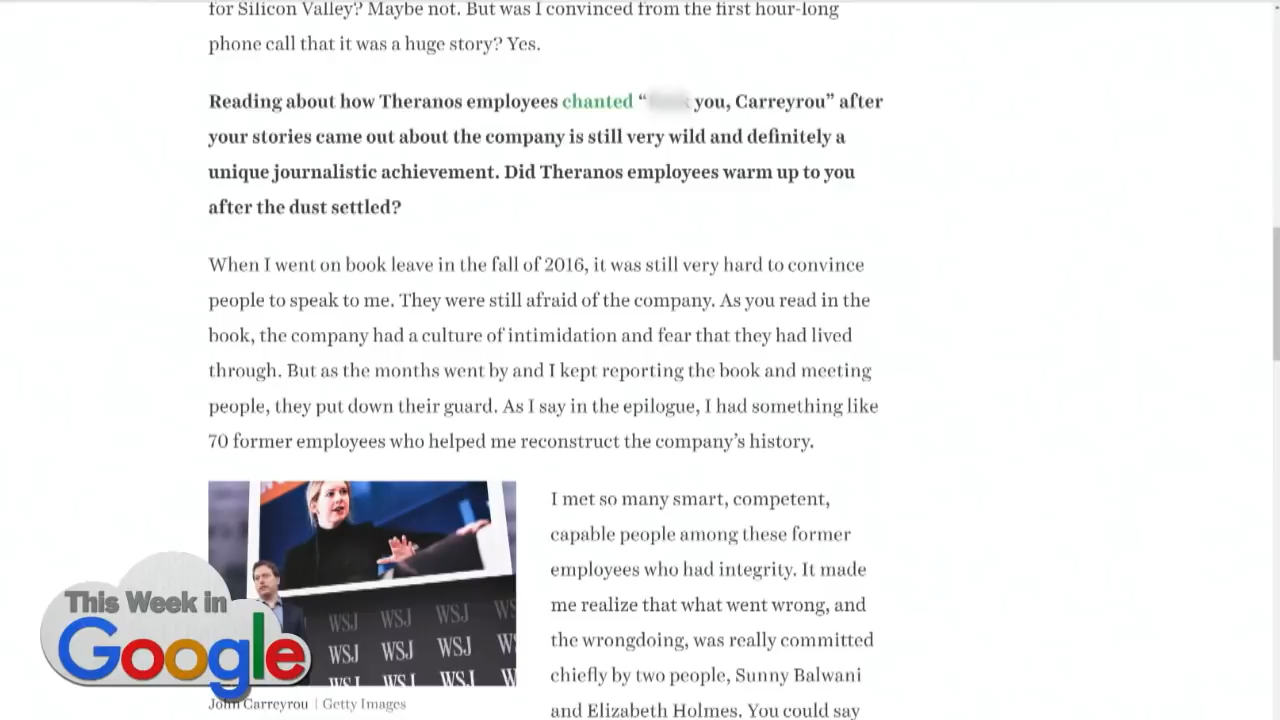 for Silicon Valley? Maybe not. But was I convinced from the first hour-long
phone call that it was a huge story? Yes.
Reading about how Theranos employees chanted “ you, Carreyrou” after
your stories came out about the company is still very wild and definitely a
unique journalistic achievement. Did Theranos employees warm up to you
after the dust settled?
When I went on book leave in the fall of 2016, it was still very hard to convince
people to speak to me. They were still afraid of the company. As you read in the
book, the company had a culture of intimidation and fear that they had lived
through. But as the months went by and I kept reporting the book and meeting
people, they put down their guard. As I say in the epilogue, I had something like
70 former employees who helped me reconstruct the company’s history.
I met so many smart, competent,
capable people among these former
employees who had integrity. It made
me realize that what went wrong, and
the wrongdoing, was really committed
chiefly by two people, Sunny Balwani
and Elizabeth Holmes. You could say
WSJ WSJ WSJ WS
WSJ WSJ WSJ W
WSJ WSJ WSJ W
John Carreyrou | Getty Images
This Week in
Google